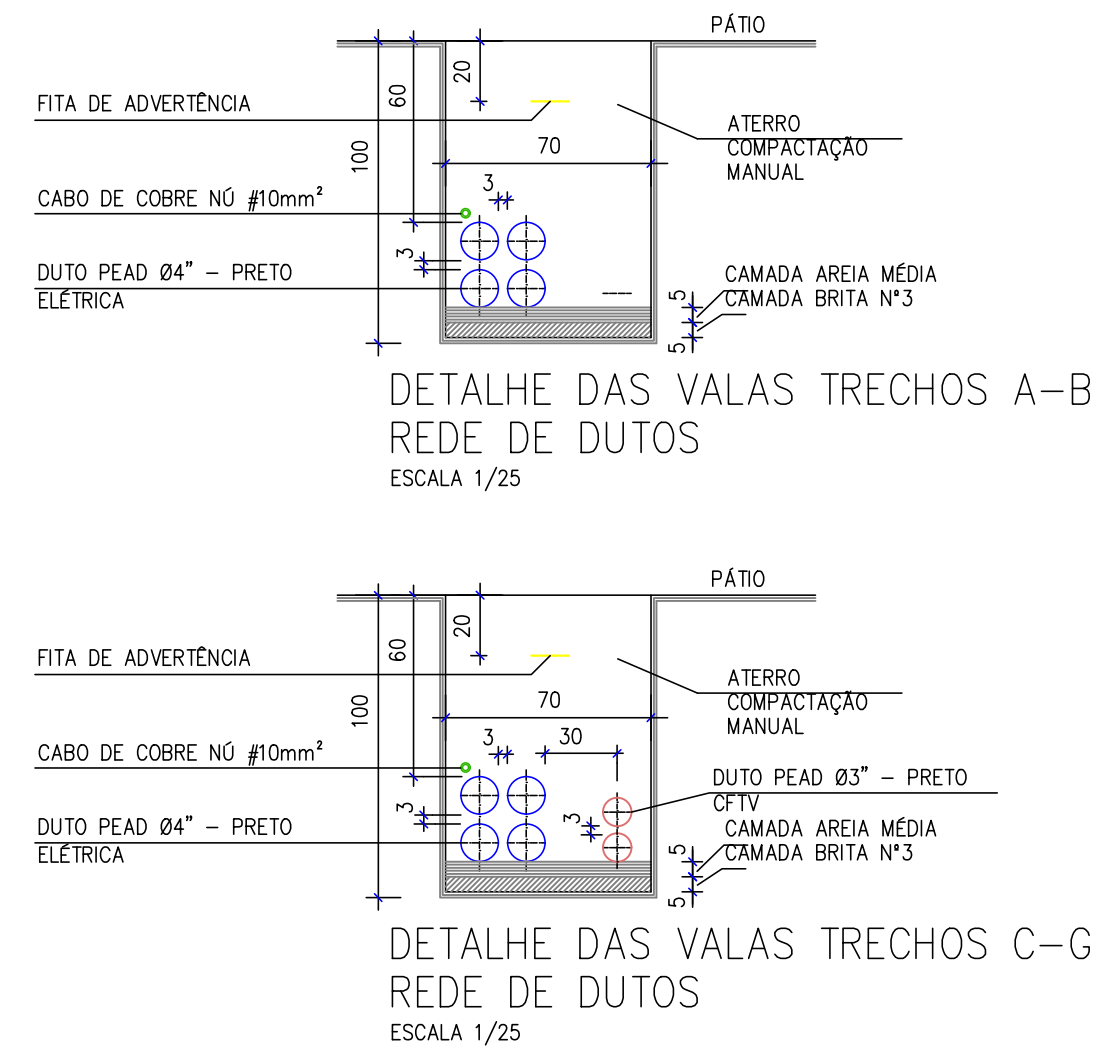 PÁTIO
20
60
FITA DE ADVERTÊNCIA
ATERRO
COMPACTAÇÃO
MANUAL
70
100
3
CABO DE COBRE NÚ #10mm²
3
DUTO PEAD Ø4” – PRETO
ELÉTRICA
CAMADA AREIA MÉDIA
CAMADA BRITA N°3
5
5
DETALHE DAS VALAS TRECHOS A–B
REDE DE DUTOS
ESCALA 1/25
PÁTIO
20
60
FITA DE ADVERTÊNCIA
ATERRO
COMPACTAÇÃO
MANUAL
70
100
3
30
CABO DE COBRE NÚ #10mm²
DUTO PEAD Ø3” – PRETO
CFTV
3
3
DUTO PEAD Ø4” – PRETO
ELÉTRICA
CAMADA AREIA MÉDIA
CAMADA BRITA N°3
5
5
DETALHE DAS VALAS TRECHOS C–G
REDE DE DUTOS
ESCALA 1/25